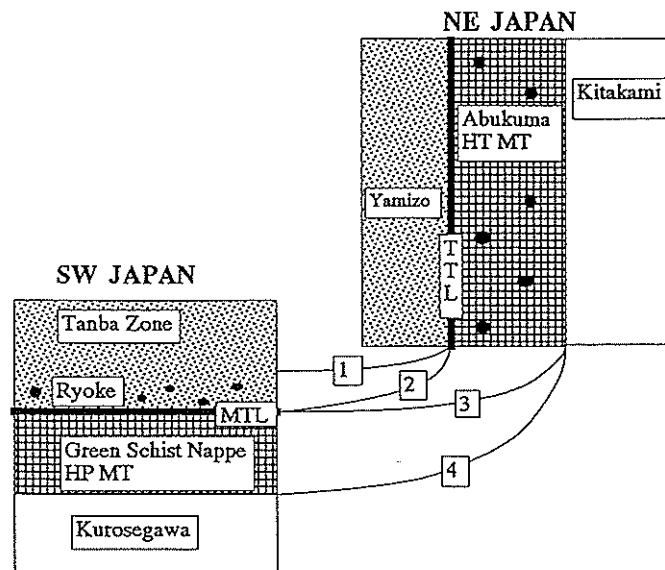 NE JAPAN
Kitakami
Abukuma
HT MT
Yamizo
T
T
L
SW JAPAN
Tanba Zone
Ryoke
MTL
Green Schist Nappe
HP MT
Kurosegawa
1
2
3
4